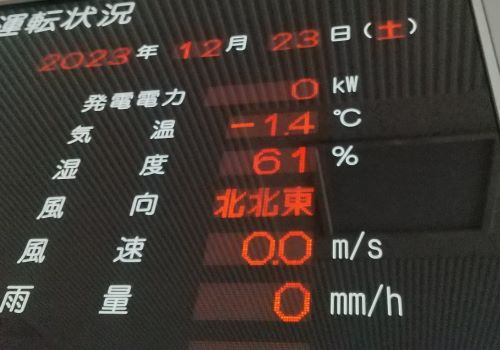 運転状況
2023年 12月 23日(土)
発電電力 0 kW
気温 -1.4 ℃
湿度 61 %
風向 北北東
風速 0.0 m/s
雨量 0 mm/h